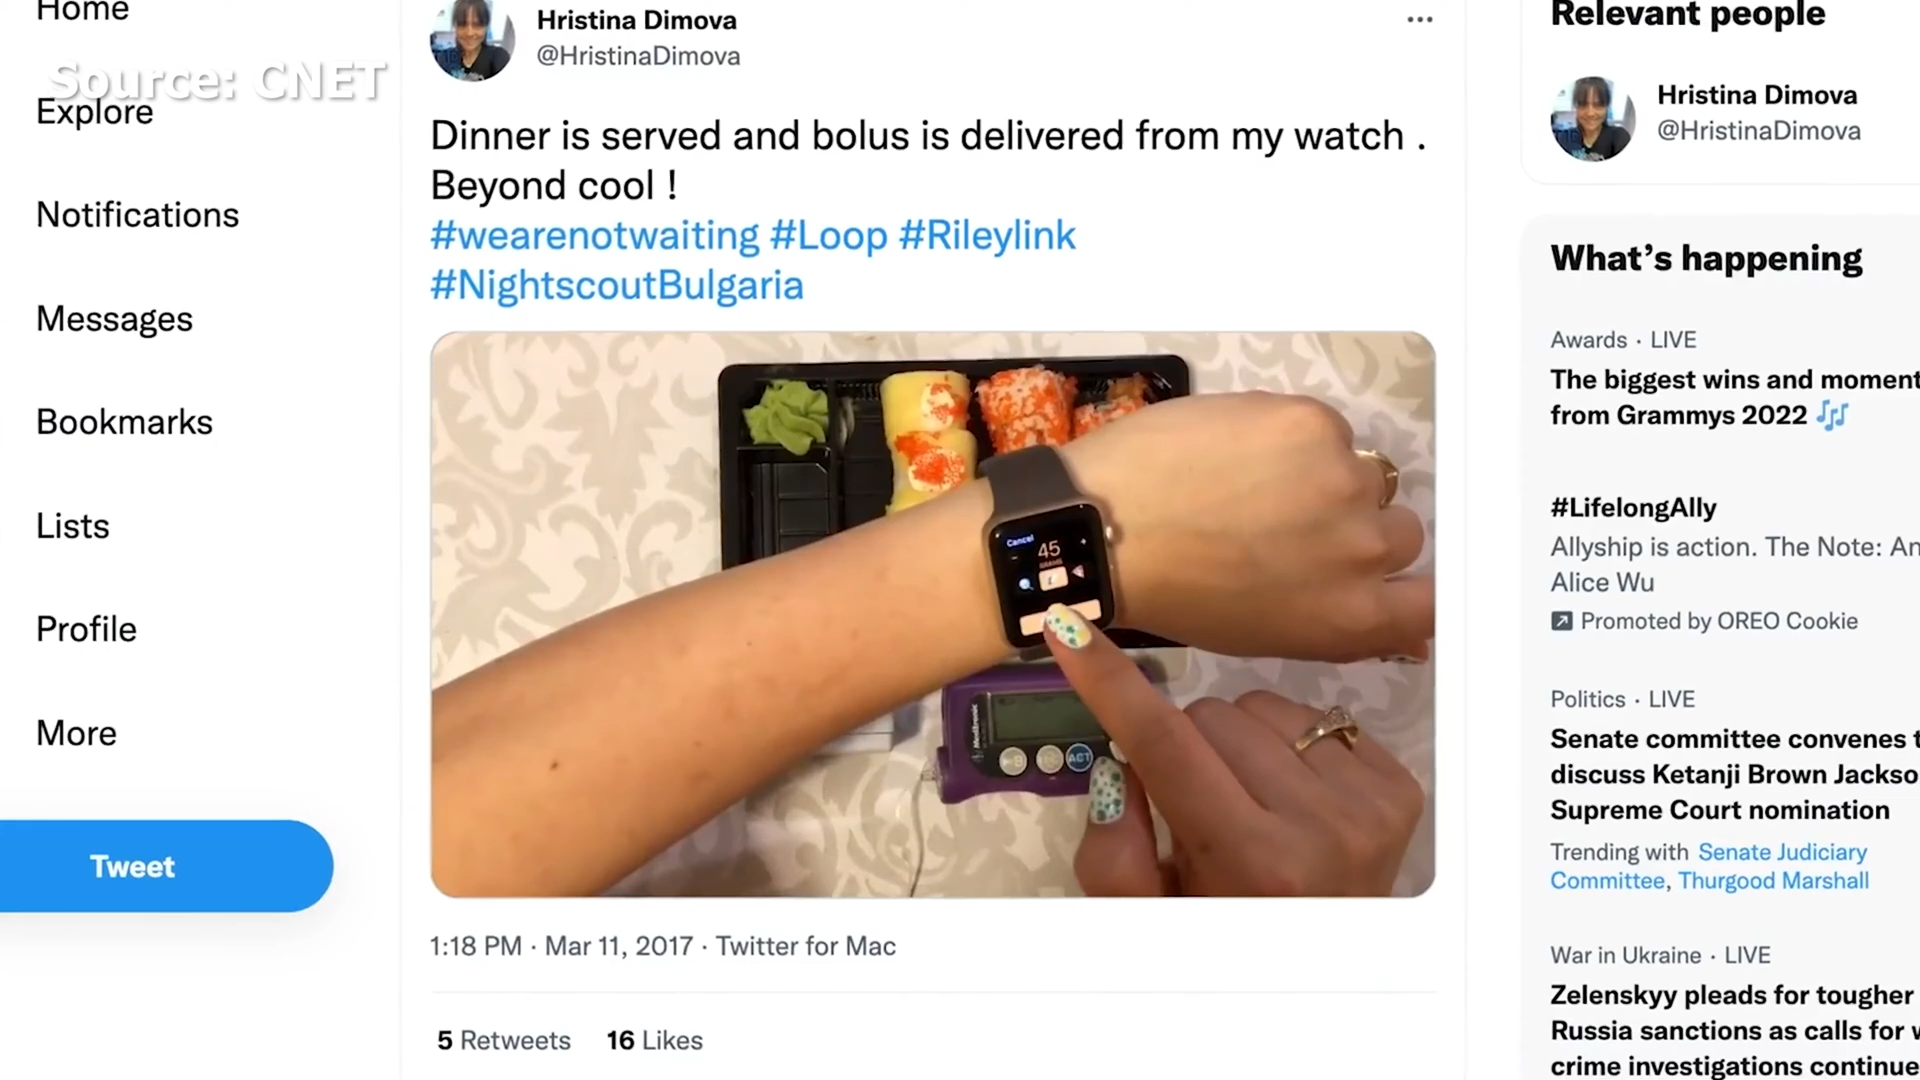 Home
Source: CNET
Explore
Notifications
Messages
Bookmarks
Lists
Profile
More
Tweet
Hristina Dimova
@HristinaDimova
Dinner is served and bolus is delivered from my watch .
Beyond cool !
#wearenotwaiting #Loop #Rileylink
#NightscoutBulgaria
Cancel
45
GRAMS
+
Medtronic
B
ACT
1:18 PM · Mar 11, 2017 · Twitter for Mac
5 Retweets 16 Likes
Relevant people
Hristina Dimova
@HristinaDimova
What's happening
Awards · LIVE
The biggest wins and moment
from Grammys 2022
#LifelongAlly
Allyship is action. The Note: An
Alice Wu
Promoted by OREO Cookie
Politics · LIVE
Senate committee convenes t
discuss Ketanji Brown Jackso
Supreme Court nomination
Trending with Senate Judiciary
Committee, Thurgood Marshall
War in Ukraine · LIVE
Zelenskyy pleads for tougher
Russia sanctions as calls for w
crime investigations continue